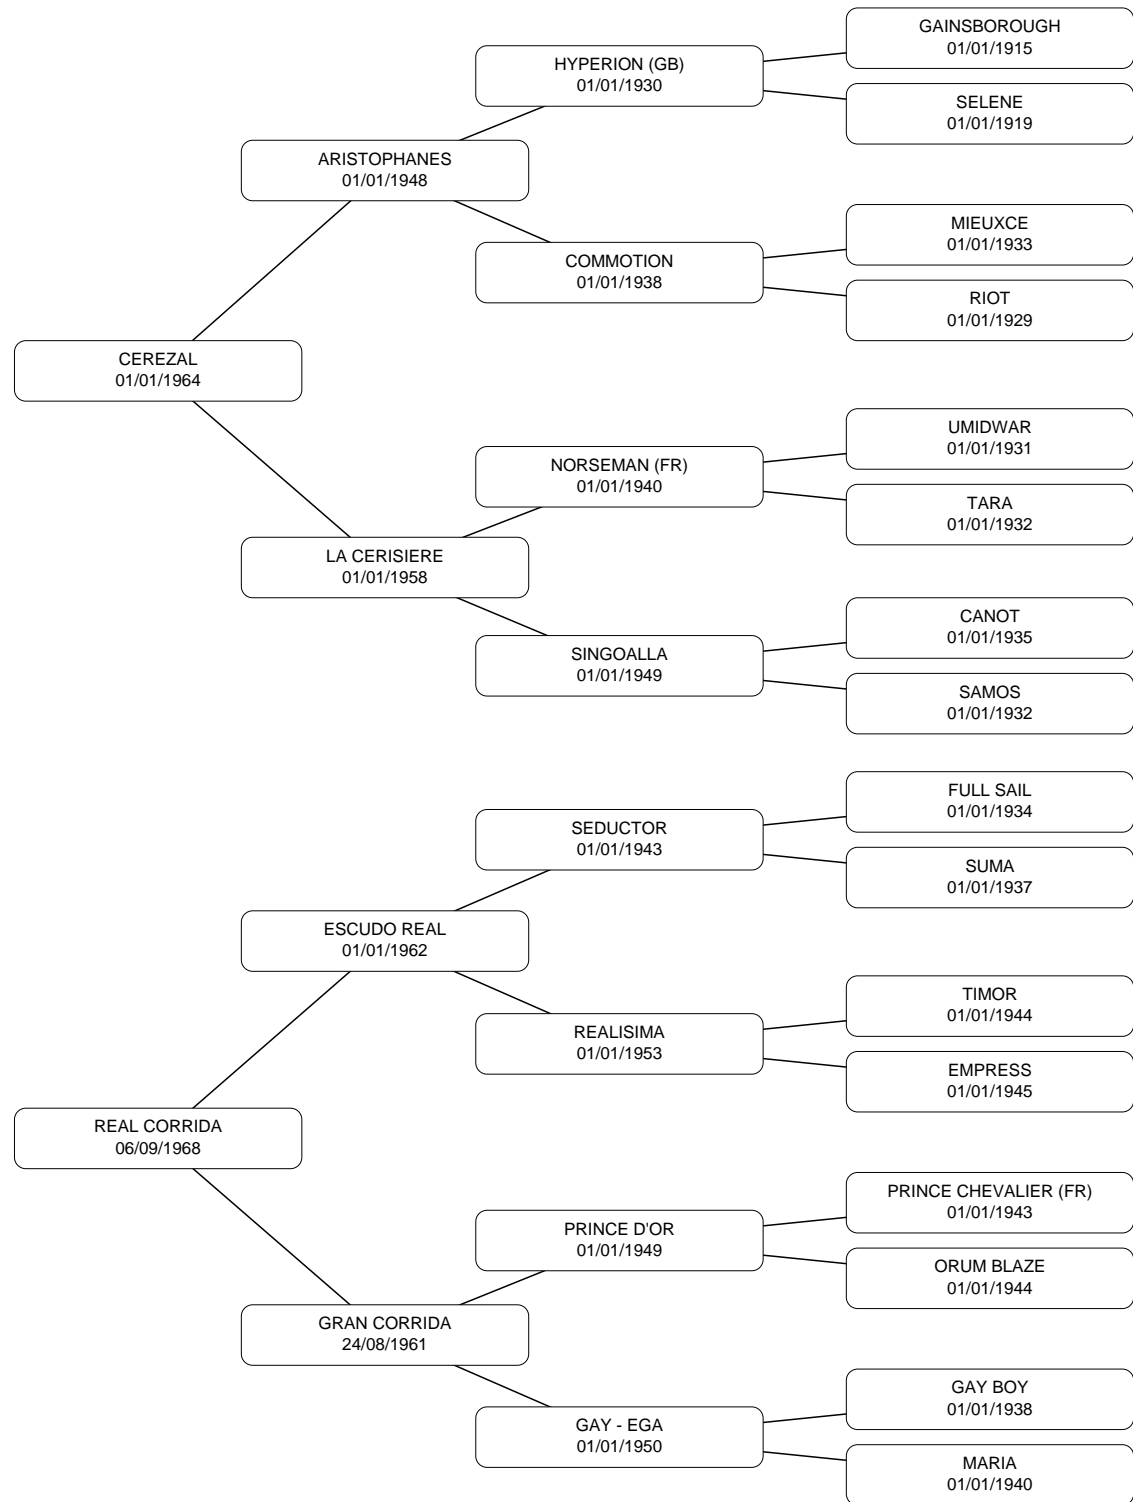 GAINSBOROUGH
01/01/1915
HYPERION (GB)
01/01/1930
SELENE
01/01/1919
ARISTOPHANES
01/01/1948
MIEUXCE
01/01/1933
COMMOTION
01/01/1938
RIOT
01/01/1929
CEREZAL
01/01/1964
UMIDWAR
01/01/1931
NORSEMAN (FR)
01/01/1940
TARA
01/01/1932
LA CERISIERE
01/01/1958
CANOT
01/01/1935
SINGOALLA
01/01/1949
SAMOS
01/01/1932
FULL SAIL
01/01/1934
SEDUCTOR
01/01/1943
SUMA
01/01/1937
ESCUDO REAL
01/01/1962
TIMOR
01/01/1944
REALISIMA
01/01/1953
EMPRESS
01/01/1945
REAL CORRIDA
06/09/1968
PRINCE CHEVALIER (FR)
01/01/1943
PRINCE D'OR
01/01/1949
ORUM BLAZE
01/01/1944
GRAN CORRIDA
24/08/1961
GAY BOY
01/01/1938
GAY - EGA
01/01/1950
MARIA
01/01/1940